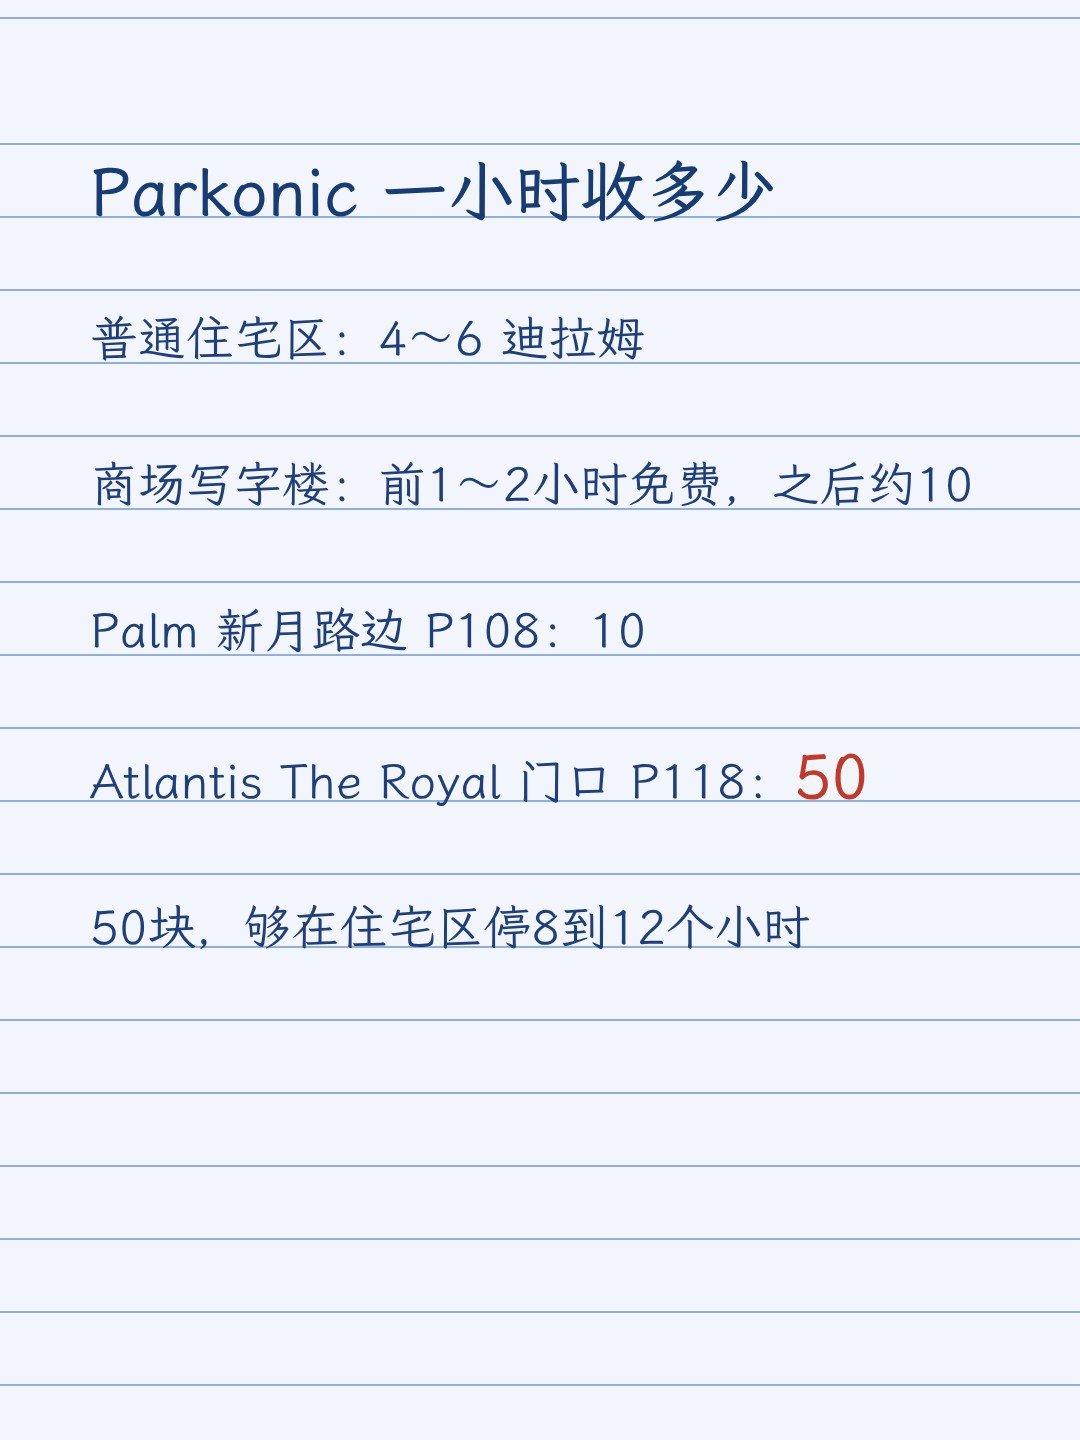 Parkonic 一小时收多少
普通住宅区：4～6 迪拉姆
商场写字楼：前1～2小时免费，之后约10
Palm 新月路边 P108：10
Atlantis The Royal 门口 P118：50
50块，够在住宅区停8到12个小时